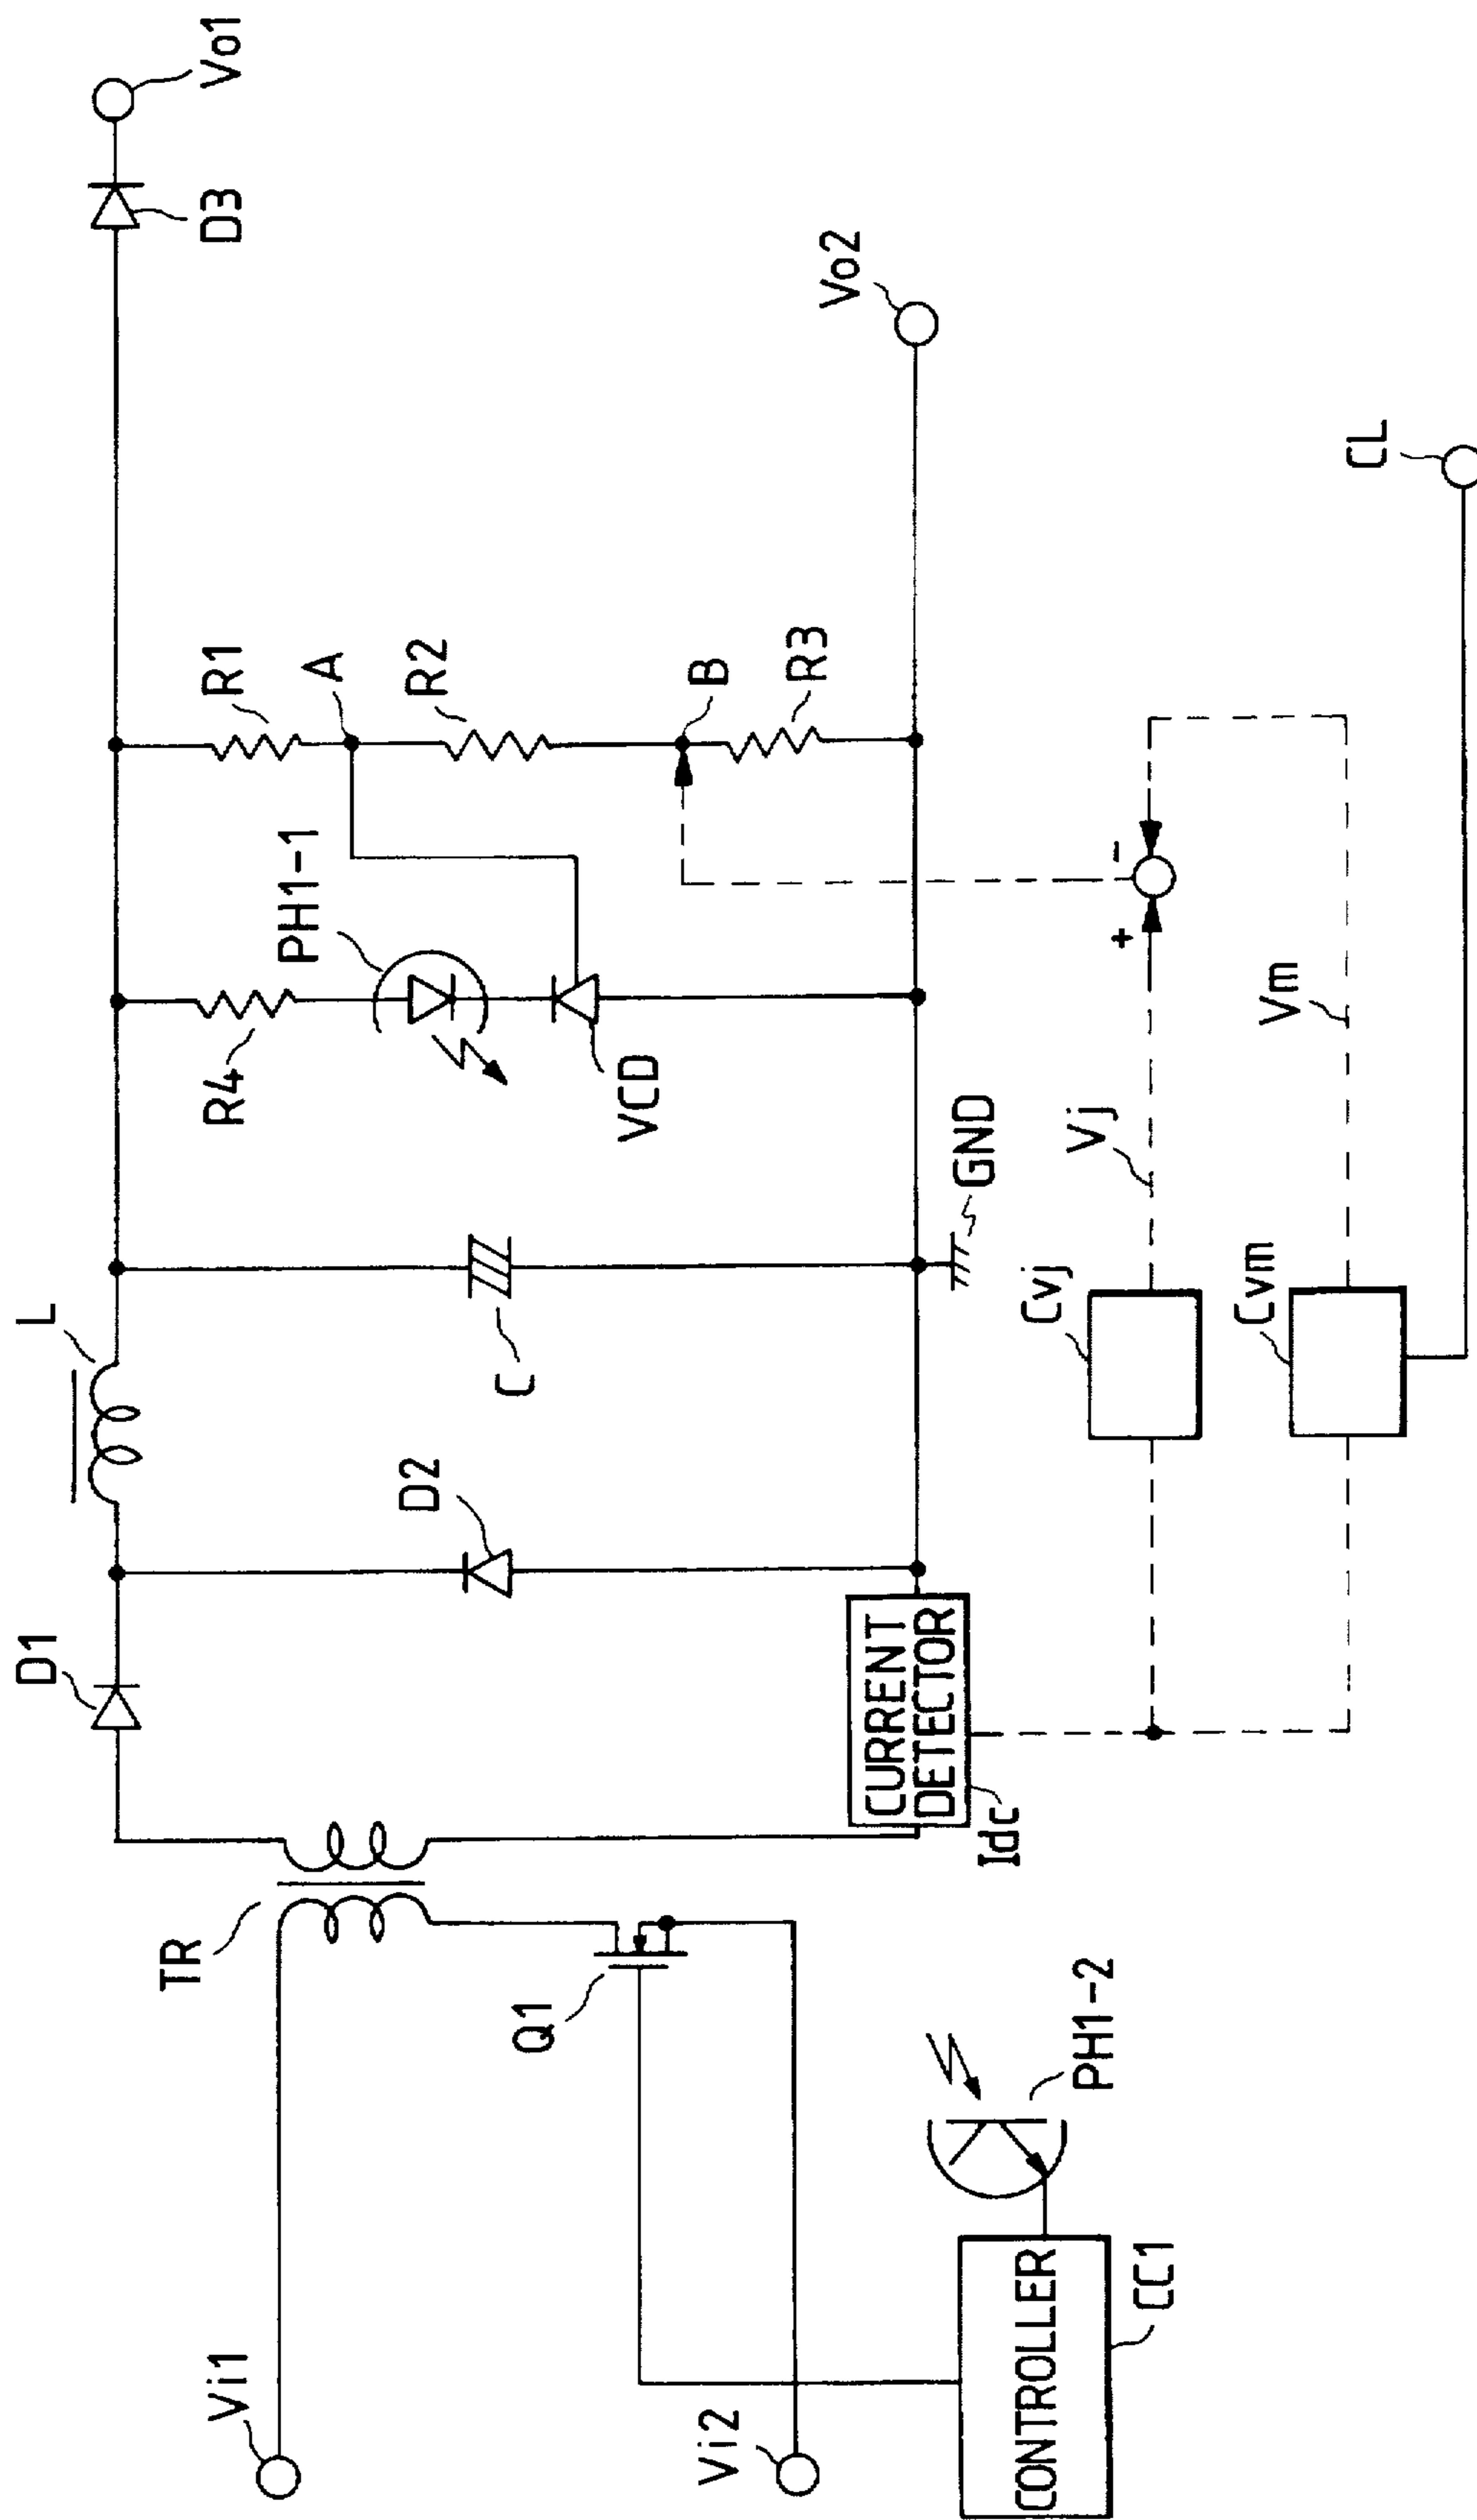 Vi1
TR
D1
L
D3
Vo1
R4
PH1-1
R1
A
R2
B
R3
Vo2
D2
C
VCD
GND
Vi2
Q1
CURRENT
DETECTOR
Idc
CONTROLLER
CC1
PH1-2
Cvj
Vj
+
-
Cvm
Vm
CL